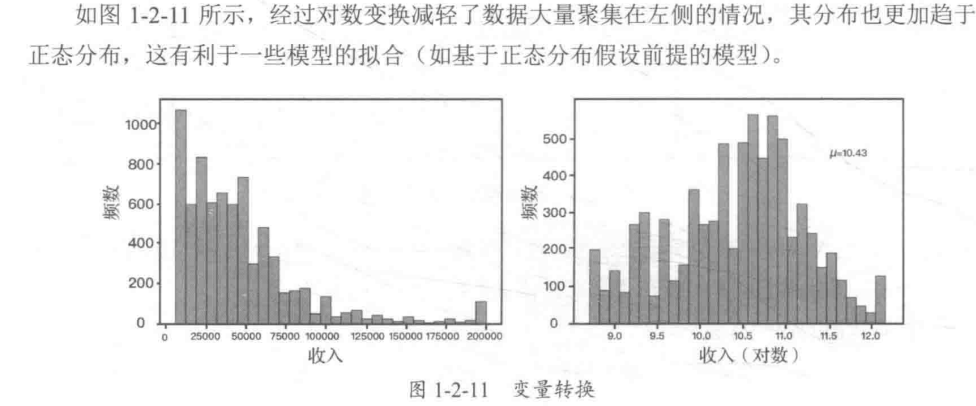 如图 1-2-11 所示，经过对数变换减轻了数据大量聚集在左侧的情况，其分布也更加趋于
正态分布，这有利于一些模型的拟合（如基于正态分布假设前提的模型）。
1000
800
600
400
200
0
频数
0 25000 50000 75000 100000 125000 150000 175000 200000
收入
500
400
300
200
100
0
频数
μ=10.43
9.0 9.5 10.0 10.5 11.0 11.5 12.0
收入（对数）
图 1-2-11 变量转换